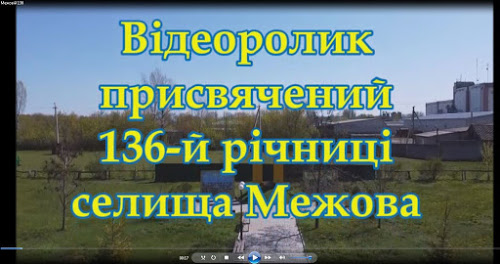 Відеоролик
присвячений
136-й річниці
селища Межова